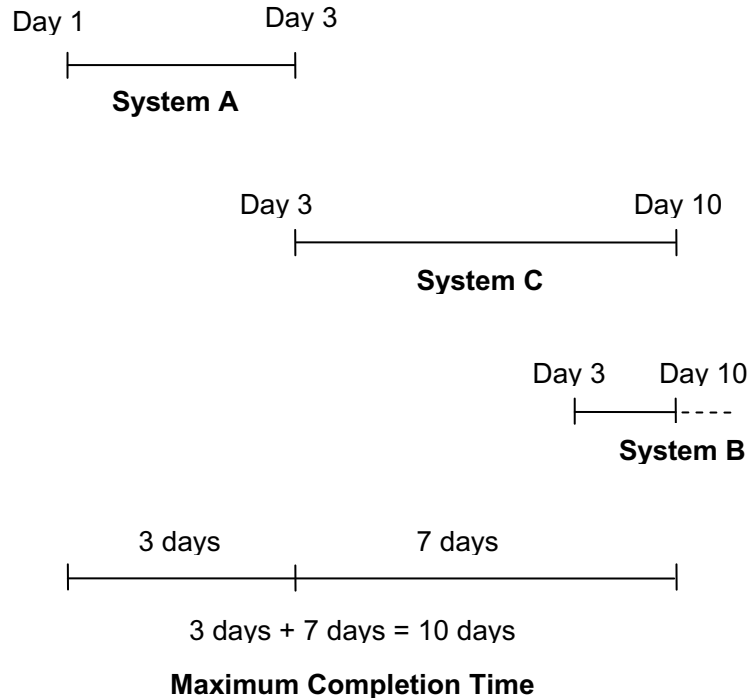 Day 1 Day 3
System A
Day 3 Day 10
System C
Day 3 Day 10
System B
3 days 7 days
3 days + 7 days = 10 days
Maximum Completion Time